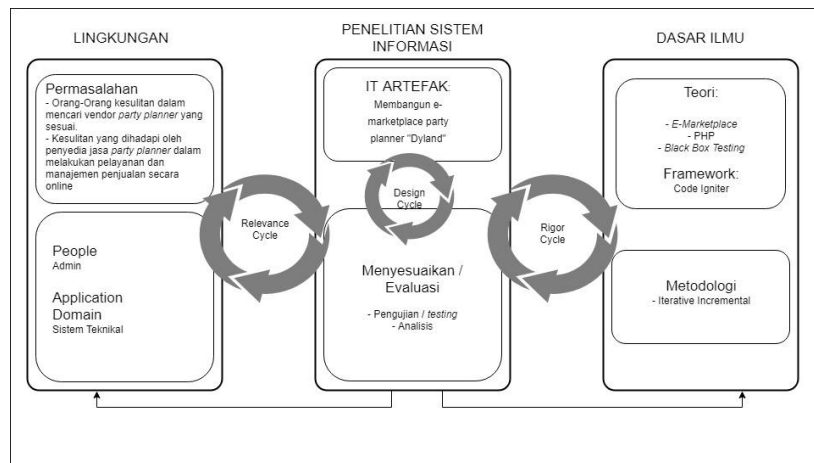 LINGKUNGAN
Permasalahan
- Orang-Orang kesulitan dalam
mencari vendor party planner yang
sesuai.
- Kesulitan yang dihadapi oleh
penyedia jasa party planner dalam
melakukan pelayanan dan
manajemen penjualan secara
online
People
Admin
Application
Domain
Sistem Teknikal
Relevance
Cycle
PENELITIAN SISTEM
INFORMASI
IT ARTEFAK:
Membangun e-
marketplace party
planner "Dyland"
Design
Cycle
Menyesuaikan /
Evaluasi
- Pengujian / testing
- Analisis
Rigor
Cycle
DASAR ILMU
Teori:
- E-Marketplace
- PHP
- Black Box Testing
Framework:
Code Igniter
Metodologi
- Iterative Incremental